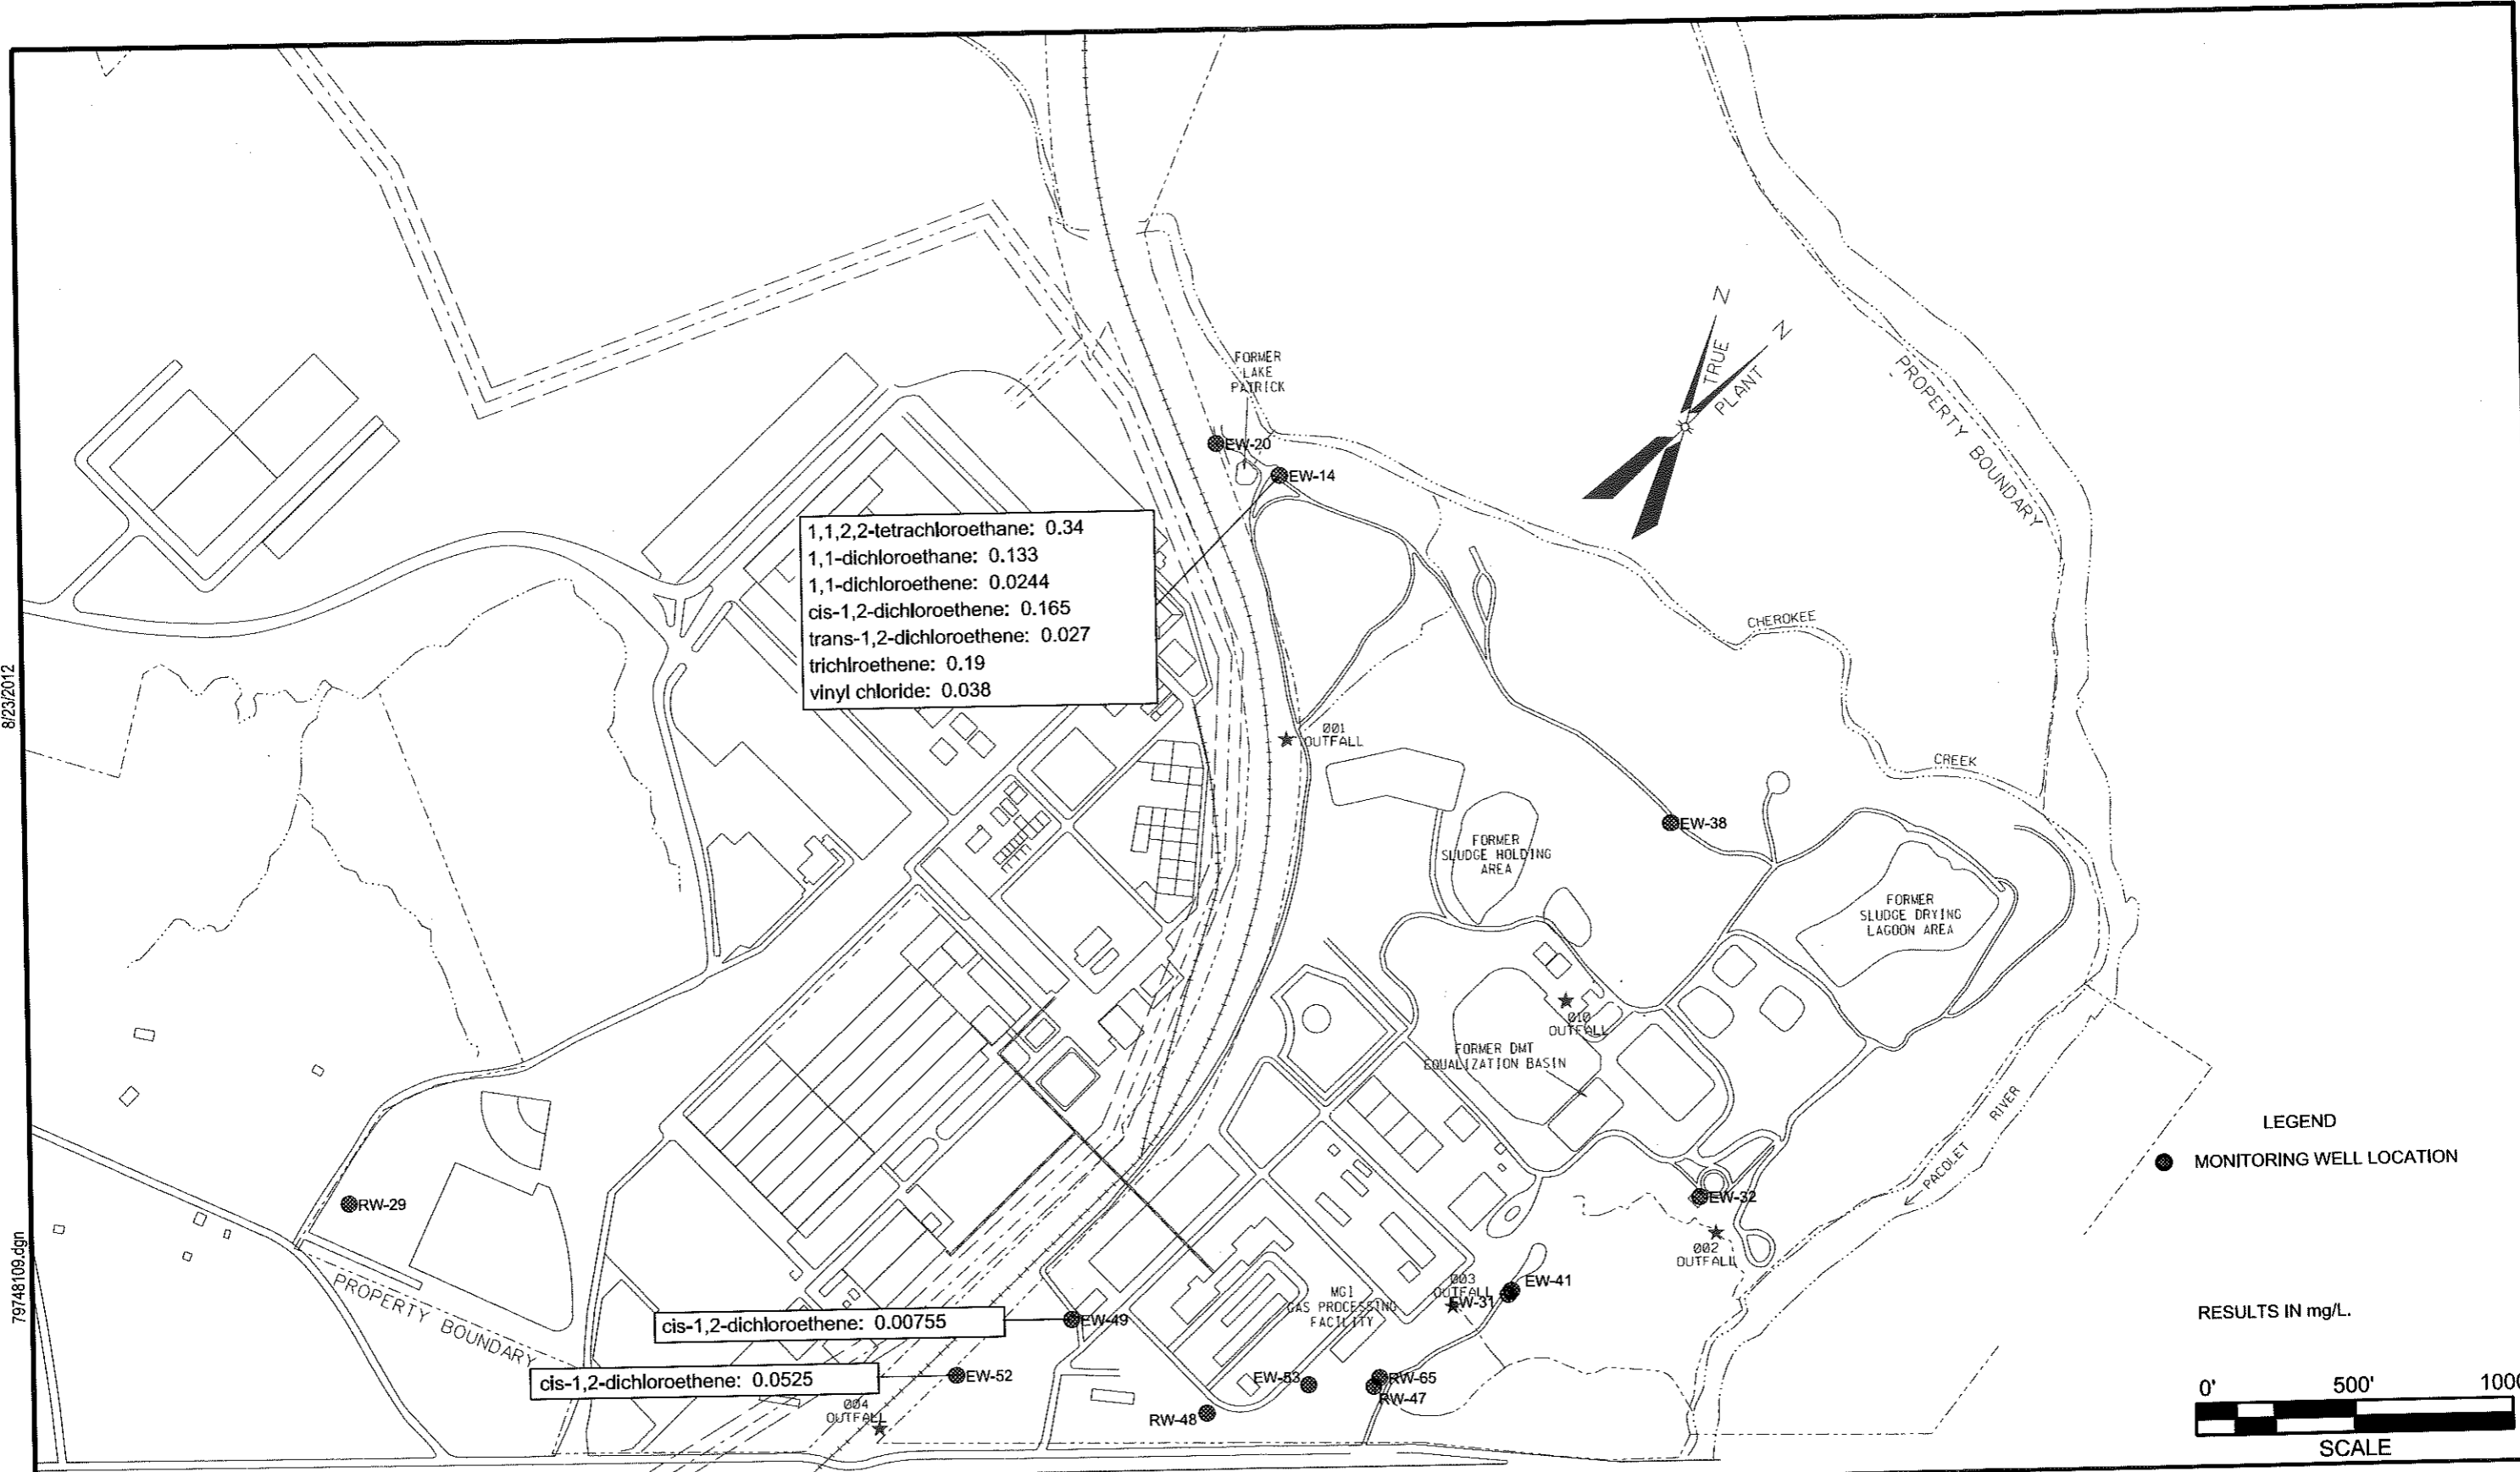 FORMER
LAKE
PATRICK
N
N
TRUE
PLANT
PROPERTY BOUNDARY
EW-20
EW-14
1,1,2,2-tetrachloroethane: 0.34
1,1-dichloroethane: 0.133
1,1-dichloroethene: 0.0244
cis-1,2-dichloroethene: 0.165
trans-1,2-dichloroethene: 0.027
trichlroethene: 0.19
vinyl chloride: 0.038
CHEROKEE
CREEK
8/23/2012
001
OUTFALL
EW-38
FORMER
SLUDGE HOLDING
AREA
FORMER
SLUDGE DRYING
LAGOON AREA
010
OUTFALL
FORMER DMT
EQUALIZATION BASIN
PACOLET RIVER
LEGEND
MONITORING WELL LOCATION
RW-29
EW-32
002
OUTFALL
79748109.dgn
PROPERTY BOUNDARY
003
OUTFALL
EW-31
EW-41
MG1
GAS PROCESSING
FACILITY
RESULTS IN mg/L.
cis-1,2-dichloroethene: 0.00755
EW-49
cis-1,2-dichloroethene: 0.0525
EW-52
EW-53
RW-65
RW-47
RW-48
004
OUTFALL
0' 500' 1000
SCALE